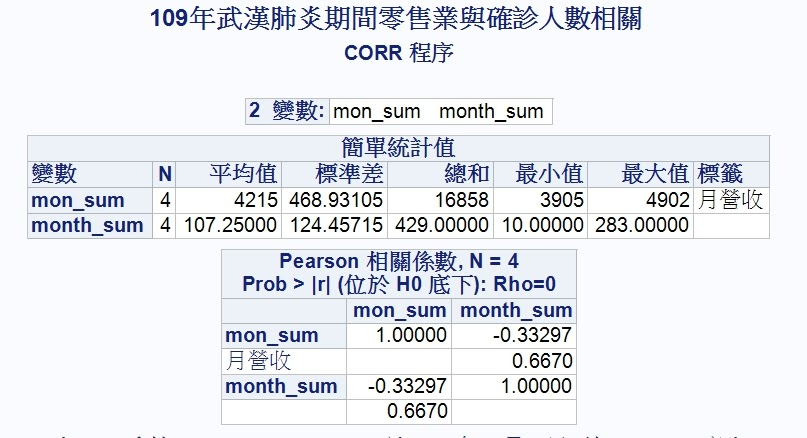 109年武漢肺炎期間零售業與確診人數相關
CORR 程序
2 變數: mon_sum month_sum
簡單統計值
變數 N 平均值 標準差 總和 最小值 最大值 標籤
mon_sum 4 4215 468.93105 16858 3905 4902 月營收
month_sum 4 107.25000 124.45715 429.00000 10.00000 283.00000
Pearson 相關係數, N = 4
Prob > |r| (位於 H0 底下): Rho=0
mon_sum month_sum
mon_sum 1.00000 -0.33297
月營收 0.6670
month_sum -0.33297 1.00000
0.6670